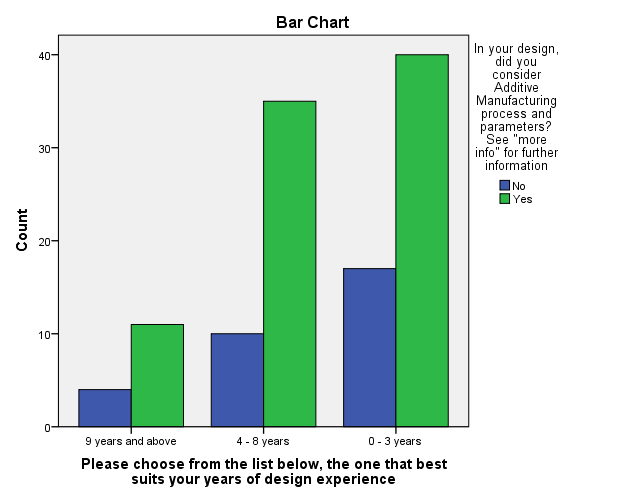 Bar Chart
In your design,
did you
consider
Additive
Manufacturing
process and
parameters?
See "more
info" for further
information
No
Yes
Count
40
30
20
10
0
9 years and above
4 - 8 years
0 - 3 years
Please choose from the list below, the one that best
suits your years of design experience